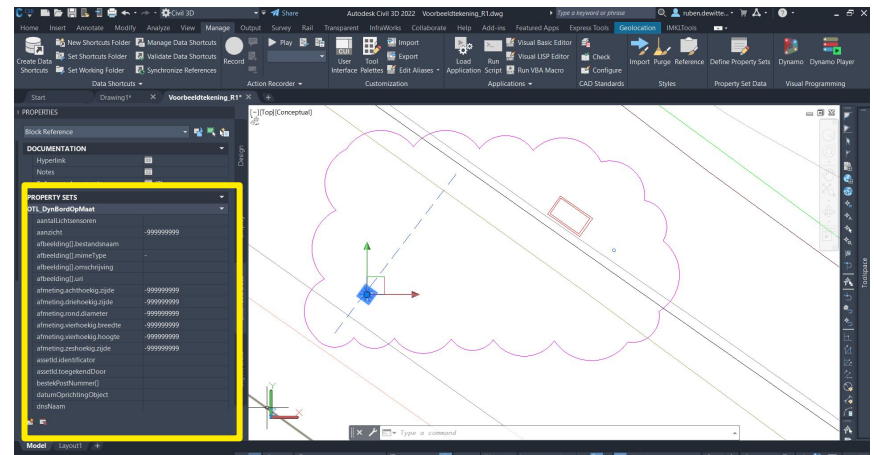 Civil 3D
Share
Autodesk Civil 3D 2022 Voorbeeldtekening_R1.dwg
Type a keyword or phrase
ruben.dewitte...
Home Insert Annotate Modify Analyze View Manage Output Survey Rail Transparent InfraWorks Collaborate Help Add-ins Featured Apps Express Tools Geolocation IMKLTools
New Shortcuts Folder Manage Data Shortcuts Play Import Visual Basic Editor
Set Shortcuts Folder Validate Data Shortcuts Export Visual LISP Editor Check
Create Data Shortcuts Set Working Folder Synchronize References Record User Interface Tool Palettes Edit Aliases Load Application Run Script Run VBA Macro Configure Import Purge Reference Define Property Sets Dynamo Dynamo Player
Data Shortcuts Action Recorder Customization Applications CAD Standards Styles Property Set Data Visual Programming
Start Drawing1* Voorbeeldtekening_R1*
PROPERTIES
[−][Top][Conceptual]
Block Reference
DOCUMENTATION
Hyperlink
Notes
Design
PROPERTY SETS
OTL_DynBordOpMaat
aantalLichtsensoren
aanzicht -999999999
afbeelding[].bestandsnaam
afbeelding[].mimeType -
afbeelding[].omschrijving
afbeelding[].uri
afmeting.achthoekig.zijde -999999999
afmeting.driehoekig.zijde -999999999
afmeting.rond.diameter -999999999
afmeting.vierhoekig.breedte -999999999
afmeting.vierhoekig.hoogte -999999999
afmeting.zeshoekig.zijde -999999999
assetId.identificator
assetId.toegekendDoor
bestekPostNummer[]
datumOprichtingObject
dnsNaam
Toolspace
Y
X
Type a command
Model Layout1 +